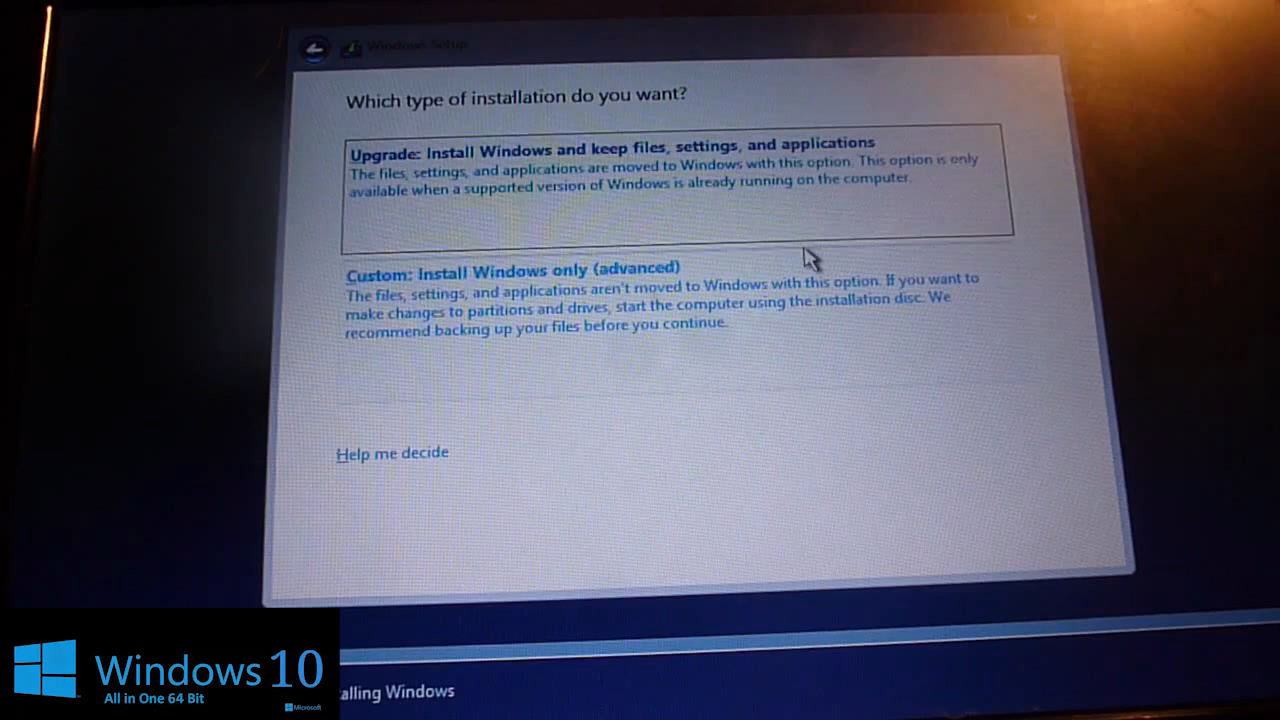 Windows Setup
Which type of installation do you want?
Upgrade: Install Windows and keep files, settings, and applications
The files, settings, and applications are moved to Windows with this option. This option is only
available when a supported version of Windows is already running on the computer.
Custom: Install Windows only (advanced)
The files, settings, and applications aren't moved to Windows with this option. If you want to
make changes to partitions and drives, start the computer using the installation disc. We
recommend backing up your files before you continue.
Help me decide
Windows 10
All in One 64 Bit
Microsoft
alling Windows